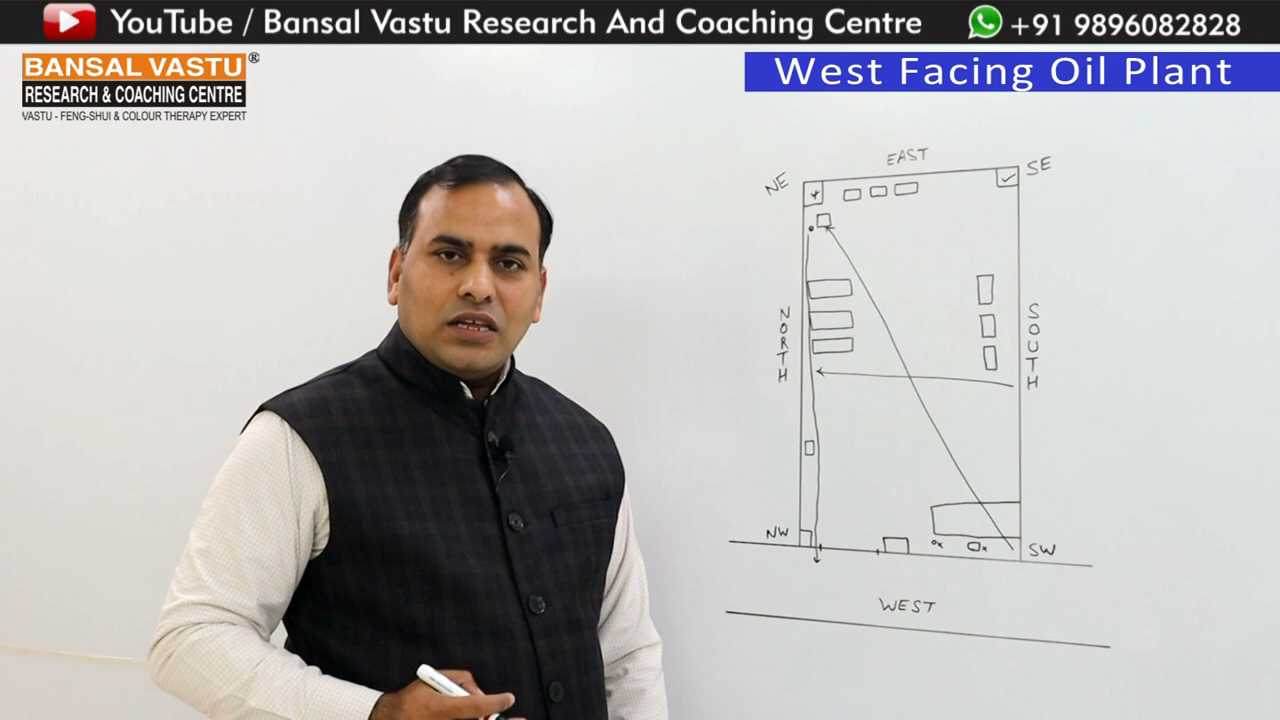 YouTube / Bansal Vastu Research And Coaching Centre
+91 9896082828
BANSAL VASTU®
RESEARCH & COACHING CENTRE
VASTU - FENG-SHUI & COLOUR THERAPY EXPERT
West Facing Oil Plant
EAST
NE
SE
NORTH
SOUTH
NW
SW
WEST